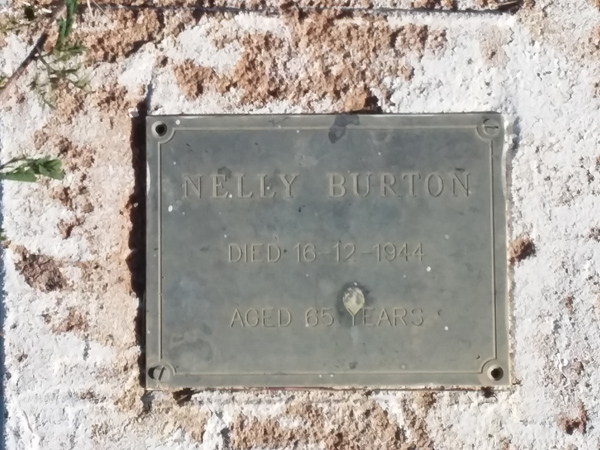 NELLY BURTON
DIED 16-12-1944
AGED 65 YEARS